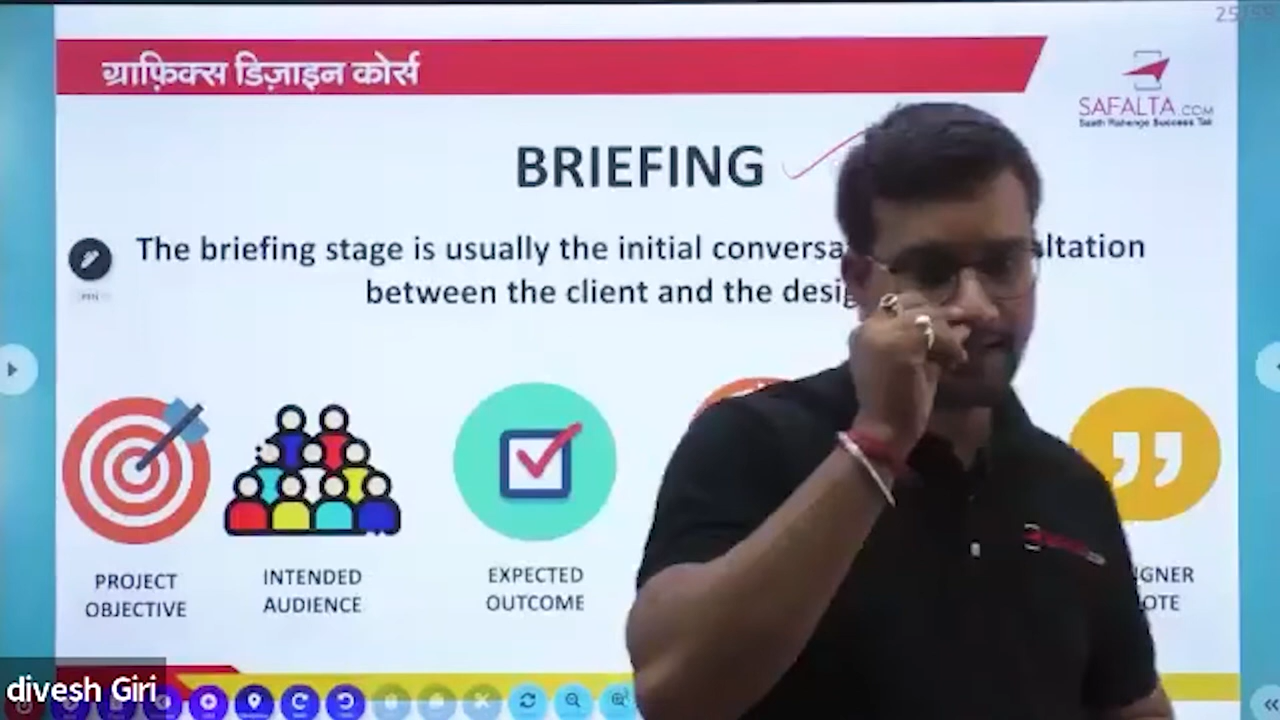 ग्राफ़िक्स डिज़ाइन कोर्स
SAFALTA.COM
BRIEFING
The briefing stage is usually the initial conversa ltation
between the client and the desig
PROJECT
OBJECTIVE
INTENDED
AUDIENCE
EXPECTED
OUTCOME
IGNER
OTE
divesh Giri